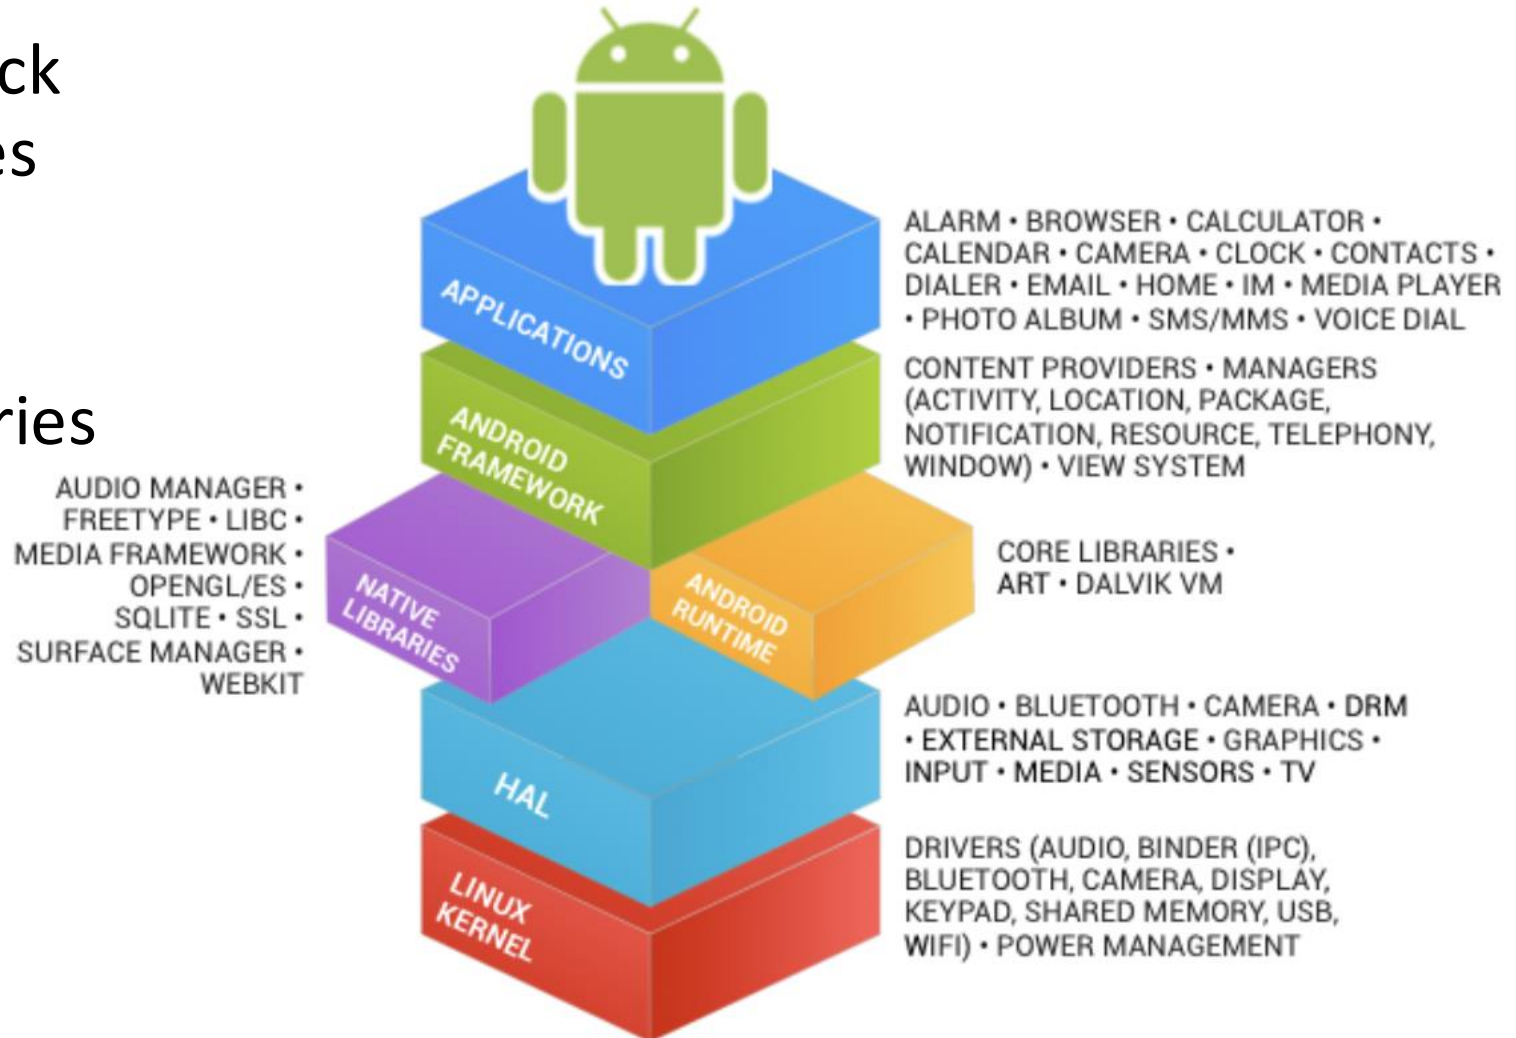 ck
es
ries
APPLICATIONS
ALARM • BROWSER • CALCULATOR •
CALENDAR • CAMERA • CLOCK • CONTACTS •
DIALER • EMAIL • HOME • IM • MEDIA PLAYER
• PHOTO ALBUM • SMS/MMS • VOICE DIAL
ANDROID
FRAMEWORK
CONTENT PROVIDERS • MANAGERS
(ACTIVITY, LOCATION, PACKAGE,
NOTIFICATION, RESOURCE, TELEPHONY,
WINDOW) • VIEW SYSTEM
AUDIO MANAGER •
FREETYPE • LIBC •
MEDIA FRAMEWORK •
OPENGL/ES •
SQLITE • SSL •
SURFACE MANAGER •
WEBKIT
NATIVE
LIBRARIES
ANDROID
RUNTIME
CORE LIBRARIES •
ART • DALVIK VM
HAL
AUDIO • BLUETOOTH • CAMERA • DRM
• EXTERNAL STORAGE • GRAPHICS •
INPUT • MEDIA • SENSORS • TV
LINUX
KERNEL
DRIVERS (AUDIO, BINDER (IPC),
BLUETOOTH, CAMERA, DISPLAY,
KEYPAD, SHARED MEMORY, USB,
WIFI) • POWER MANAGEMENT